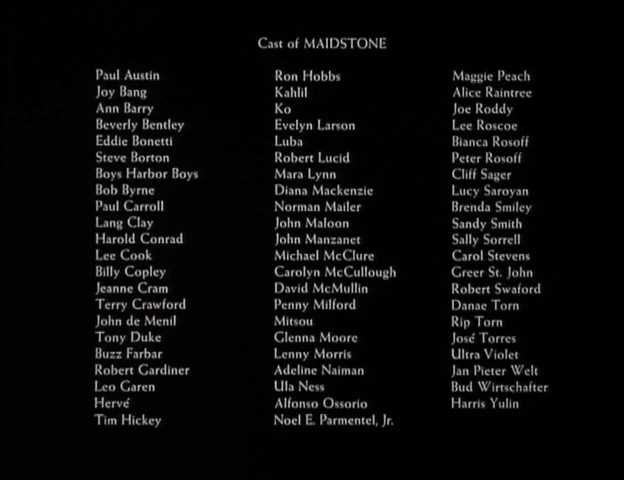 Cast of MAIDSTONE
Paul Austin
Joy Bang
Ann Barry
Beverly Bentley
Eddie Bonetti
Steve Borton
Boys Harbor Boys
Bob Byrne
Paul Carroll
Lang Clay
Harold Conrad
Lee Cook
Billy Copley
Jeanne Cram
Terry Crawford
John de Menil
Tony Duke
Buzz Farbar
Robert Gardiner
Leo Garen
Hervé
Tim Hickey
Ron Hobbs
Kahlil
Ko
Evelyn Larson
Luba
Robert Lucid
Mara Lynn
Diana Mackenzie
Norman Mailer
John Maloon
John Manzanet
Michael McClure
Carolyn McCullough
David McMullin
Penny Milford
Mitsou
Glenna Moore
Lenny Morris
Adeline Naiman
Ula Ness
Alfonso Ossorio
Noel E. Parmentel, Jr.
Maggie Peach
Alice Raintree
Joe Roddy
Lee Roscoe
Bianca Rosoff
Peter Rosoff
Cliff Sager
Lucy Saroyan
Brenda Smiley
Sandy Smith
Sally Sorrell
Carol Stevens
Greer St. John
Robert Swaford
Danae Torn
Rip Torn
José Torres
Ultra Violet
Jan Pieter Welt
Bud Wirtschafter
Harris Yulin